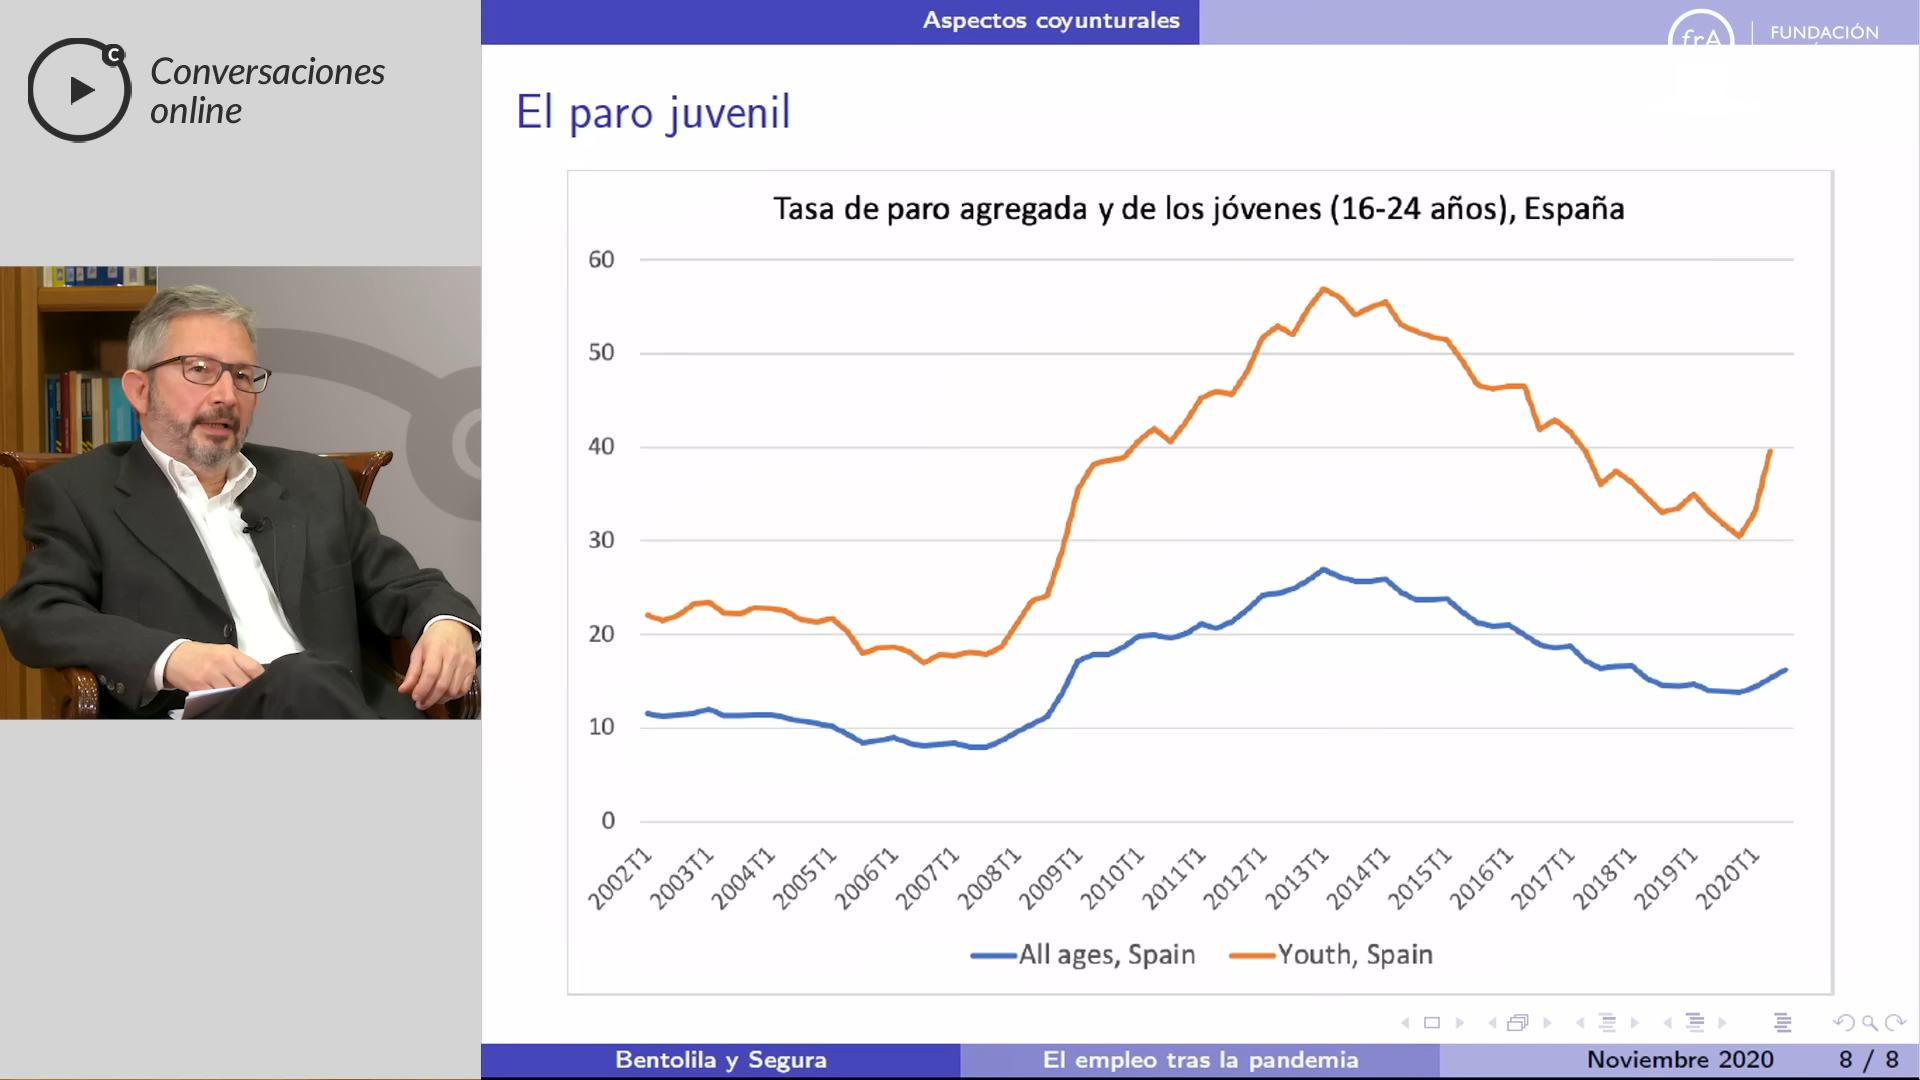 C
Conversaciones
online
Aspectos coyunturales
frA
FUNDACIÓN
El paro juvenil
Tasa de paro agregada y de los jóvenes (16-24 años), España
60
50
40
30
20
10
0
2002T1
2003T1
2004T1
2005T1
2006T1
2007T1
2008T1
2009T1
2010T1
2011T1
2012T1
2013T1
2014T1
2015T1
2016T1
2017T1
2018T1
2019T1
2020T1
All ages, Spain
Youth, Spain
Bentolila y Segura
El empleo tras la pandemia
Noviembre 2020
8 / 8